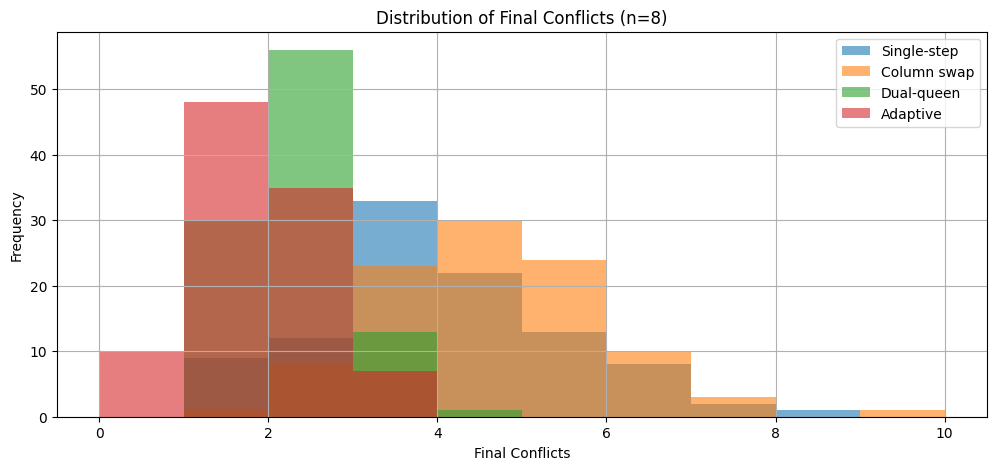 Distribution of Final Conflicts (n=8)
Single-step
Column swap
Dual-queen
Adaptive
Frequency
50
40
30
20
10
0
0 2 4 6 8 10
Final Conflicts